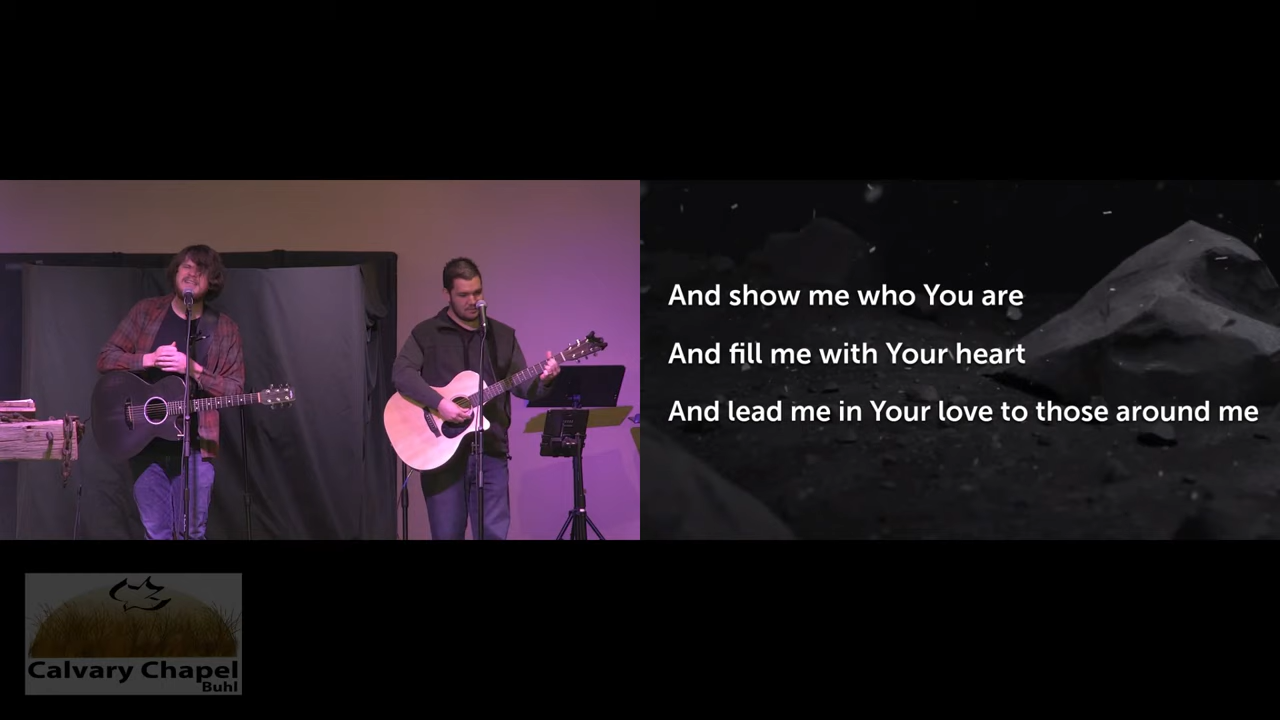 And show me who You are
And fill me with Your heart
And lead me in Your love to those around me
Calvary Chapel
Buhl